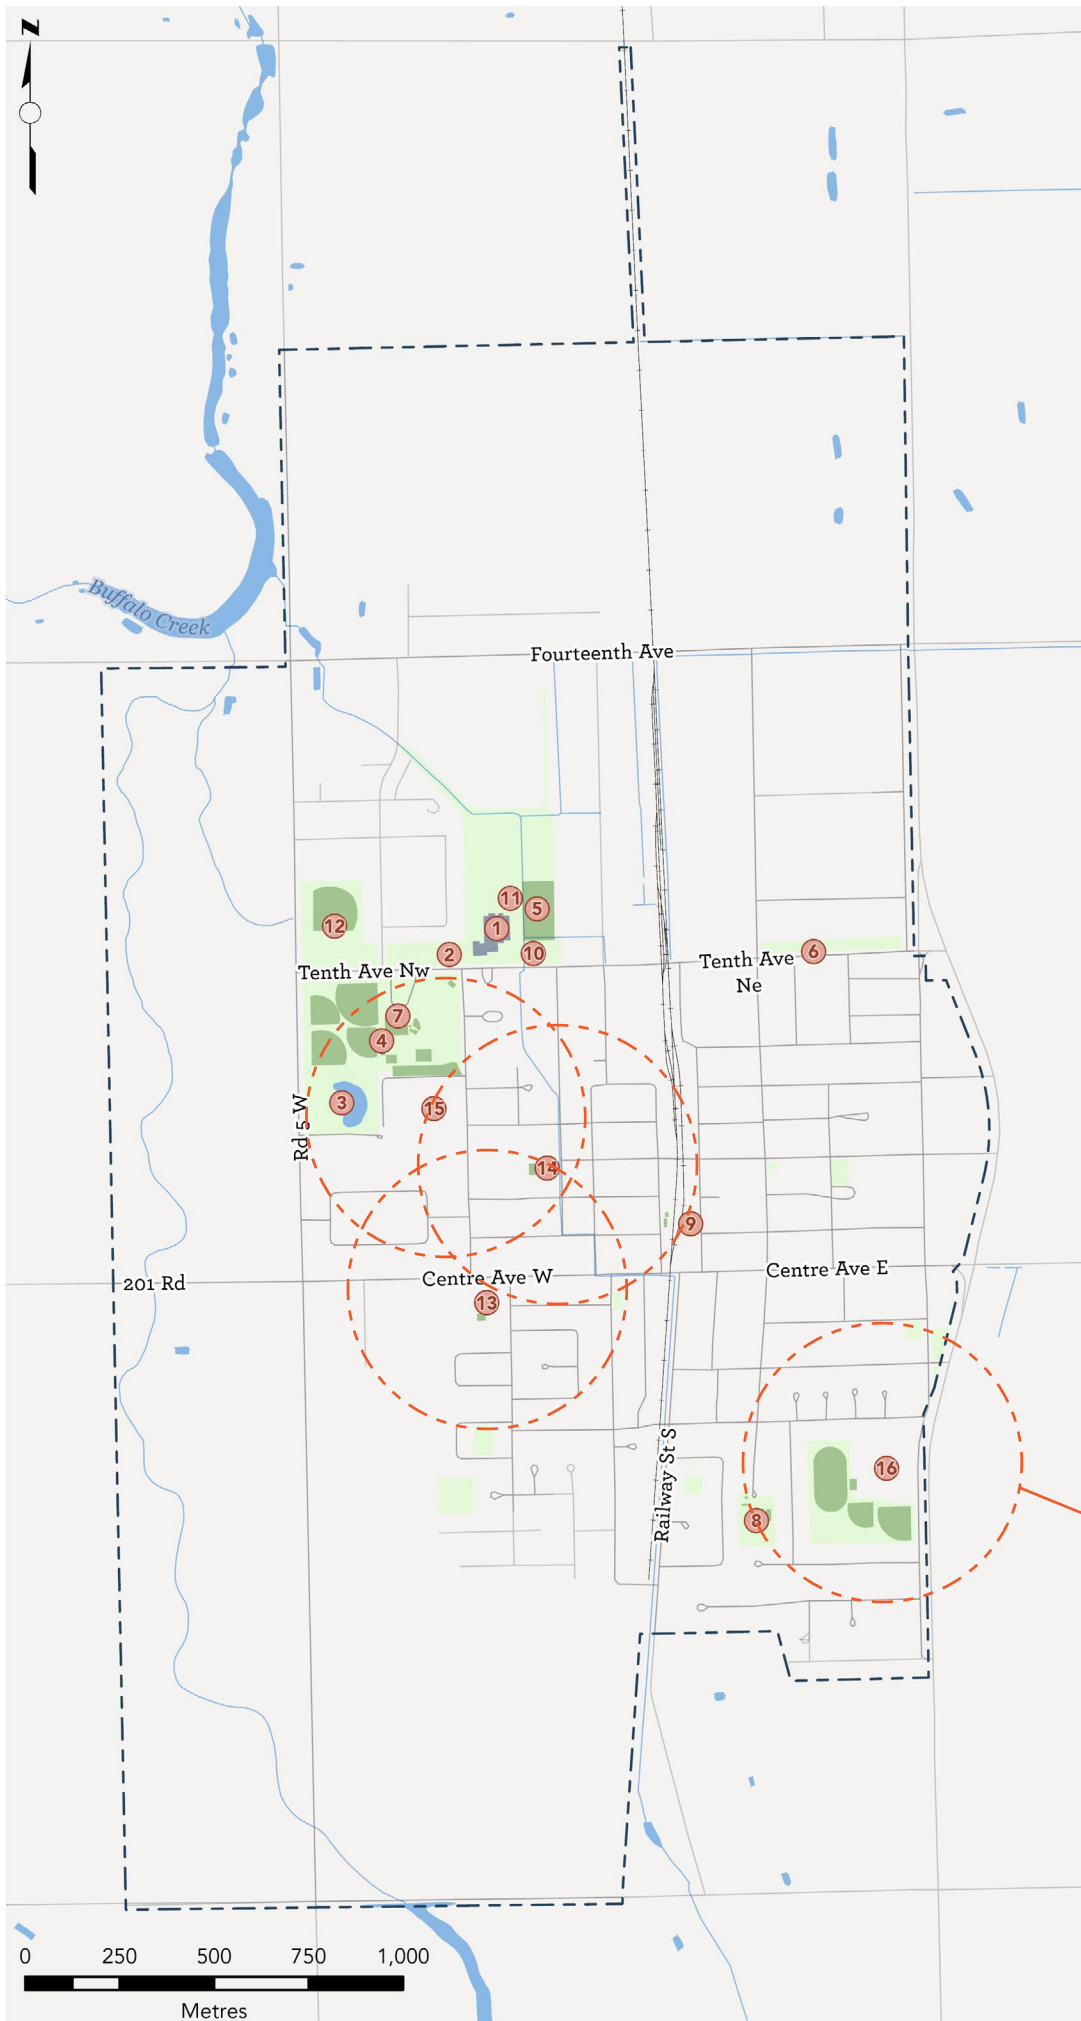 N
Buffalo Creek
Fourteenth Ave
11
5
12
1
2
10
6
Tenth Ave Nw
Tenth Ave
Ne
7
4
3
15
Rd 5 W
14
9
201 Rd
Centre Ave W
Centre Ave E
13
Railway St S
16
8
0 250 500 750 1,000
Metres